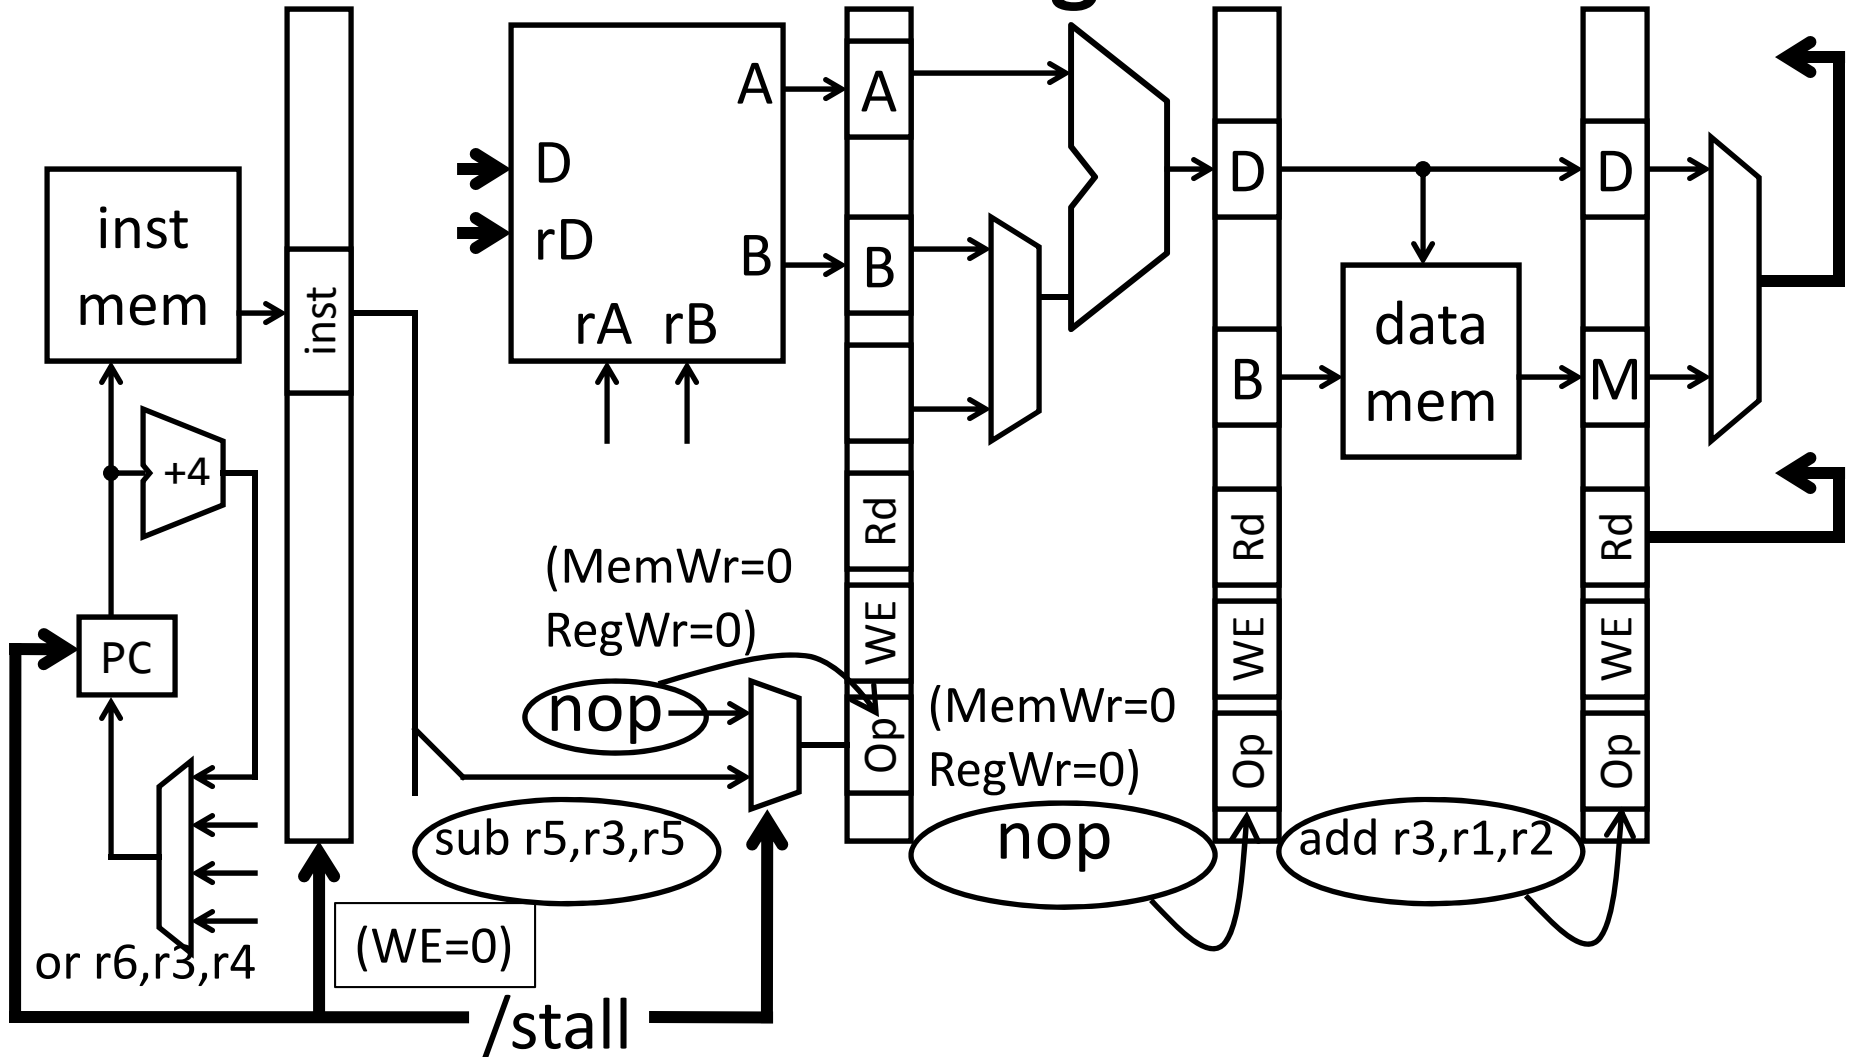 g
A
A
D
D
D
inst
mem
rD
B
B
inst
rA rB
data
mem
B
M
+4
Rd
Rd
Rd
(MemWr=0
RegWr=0)
WE
WE
WE
PC
nop
Op
(MemWr=0
RegWr=0)
Op
Op
sub r5,r3,r5
nop
add r3,r1,r2
(WE=0)
or r6,r3,r4
/stall